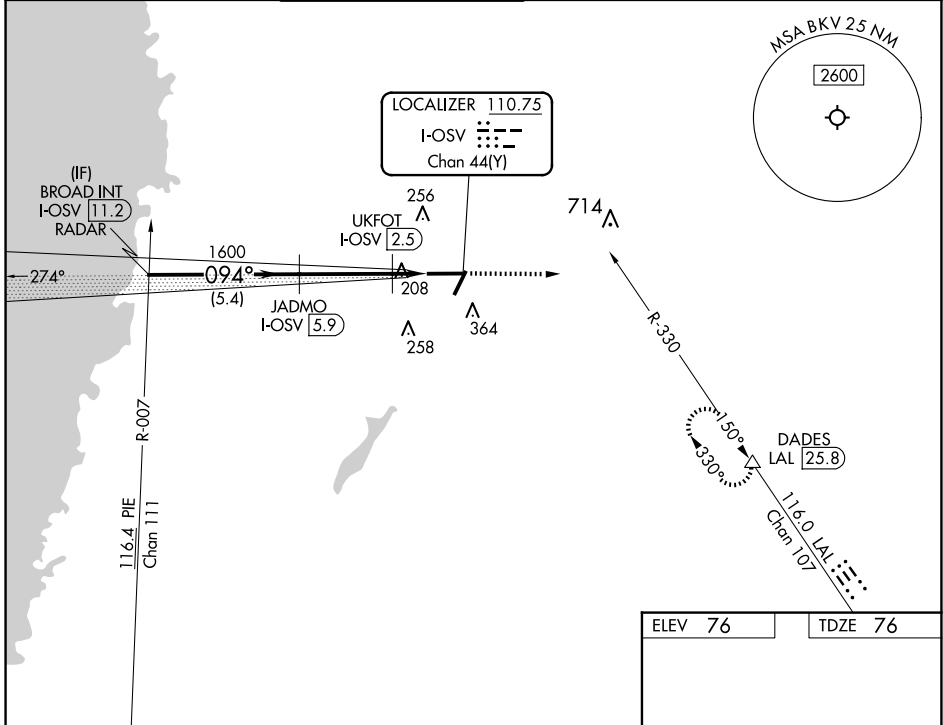 MSA BKV 25 NM
2600
LOCALIZER 110.75
I-OSV
Chan 44(Y)
(IF)
BROAD INT
I-OSV 11.2
RADAR
256
714
UKFOT
I-OSV 2.5
1600
274°
094°
(5.4)
208
JADMO
I-OSV 5.9
364
258
R-330
R-007
150°
330°
DADES
LAL 25.8
116.4 PIE
Chan 111
116.0 LAL
Chan 107
ELEV 76
TDZE 76